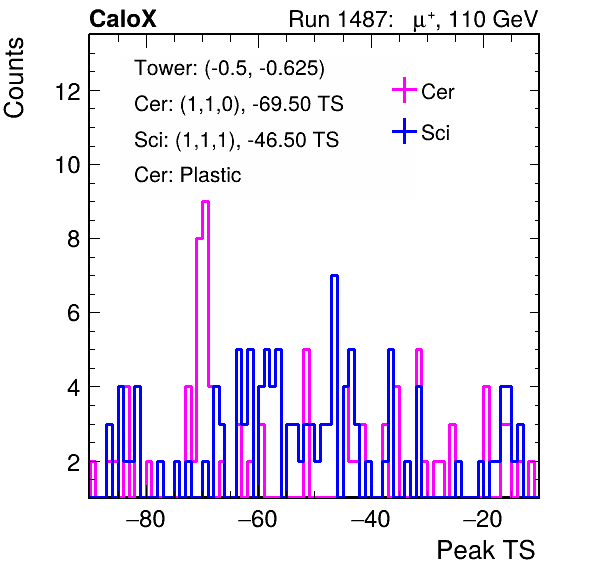 CaloX Run 1487: μ⁺, 110 GeV
Counts
Tower: (-0.5, -0.625)
Cer: (1,1,0), -69.50 TS
Sci: (1,1,1), -46.50 TS
Cer: Plastic
Cer
Sci
12
10
8
6
4
2
−80 −60 −40 −20
Peak TS